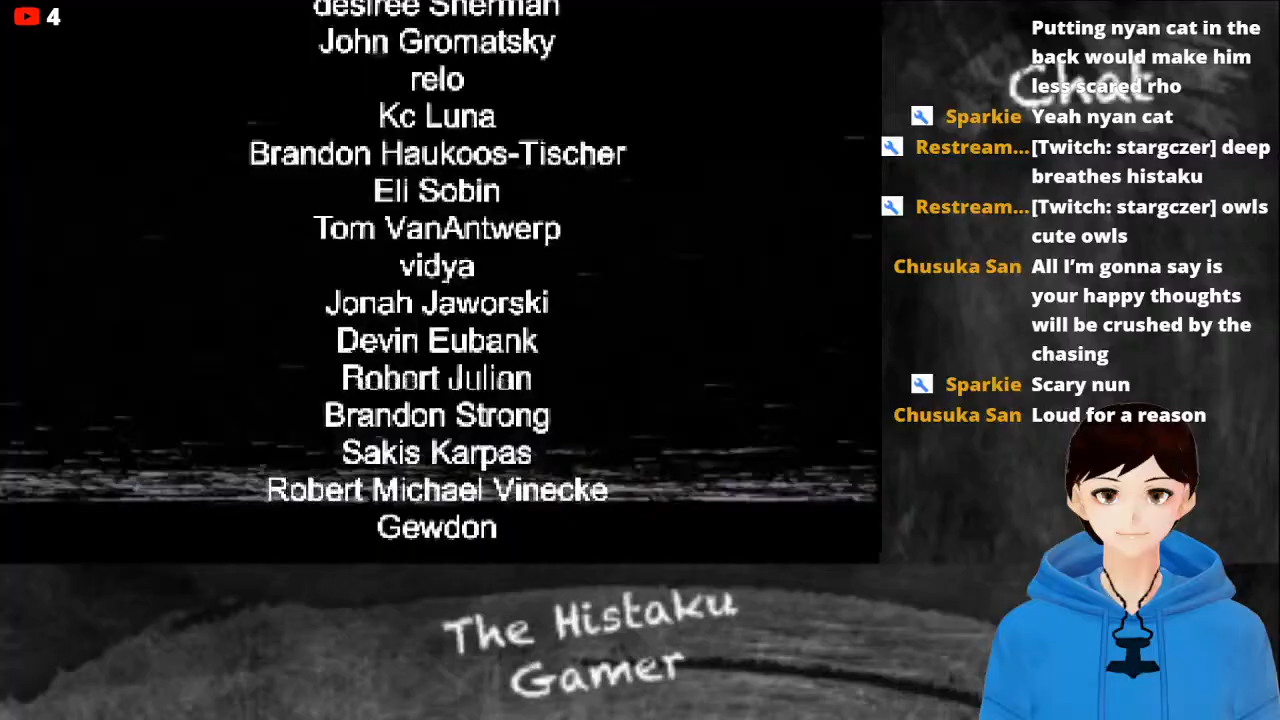 4
desiree Sherman
John Gromatsky
relo
Kc Luna
Brandon Haukoos-Tischer
Eli Sobin
Tom VanAntwerp
vidya
Jonah Jaworski
Devin Eubank
Robert Julian
Brandon Strong
Sakis Karpas
Robert Michael Vinecke
Gewdon
Chat
Putting nyan cat in the
back would make him
less scared rho
Sparkie Yeah nyan cat
Restream...[Twitch: stargczer] deep
breathes histaku
Restream...[Twitch: stargczer] owls
cute owls
Chusuka San All I’m gonna say is
your happy thoughts
will be crushed by the
chasing
Sparkie Scary nun
Chusuka San Loud for a reason
The Histaku
Gamer